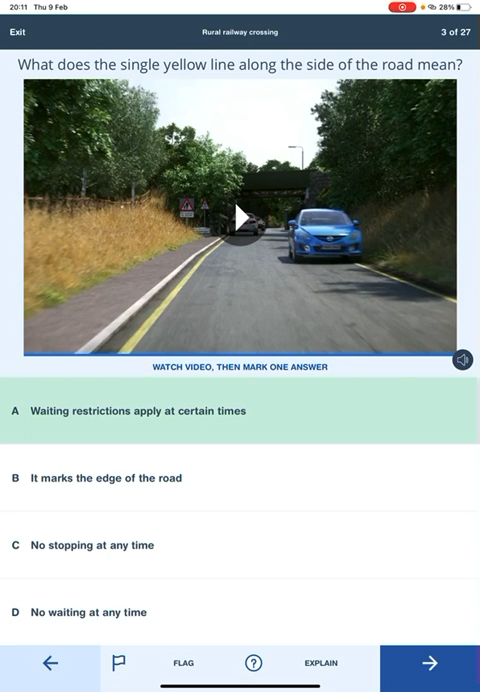 20:11 Thu 9 Feb
28%
Exit
Rural railway crossing
3 of 27
What does the single yellow line along the side of the road mean?
WATCH VIDEO, THEN MARK ONE ANSWER
A Waiting restrictions apply at certain times
B It marks the edge of the road
C No stopping at any time
D No waiting at any time
FLAG
? EXPLAIN